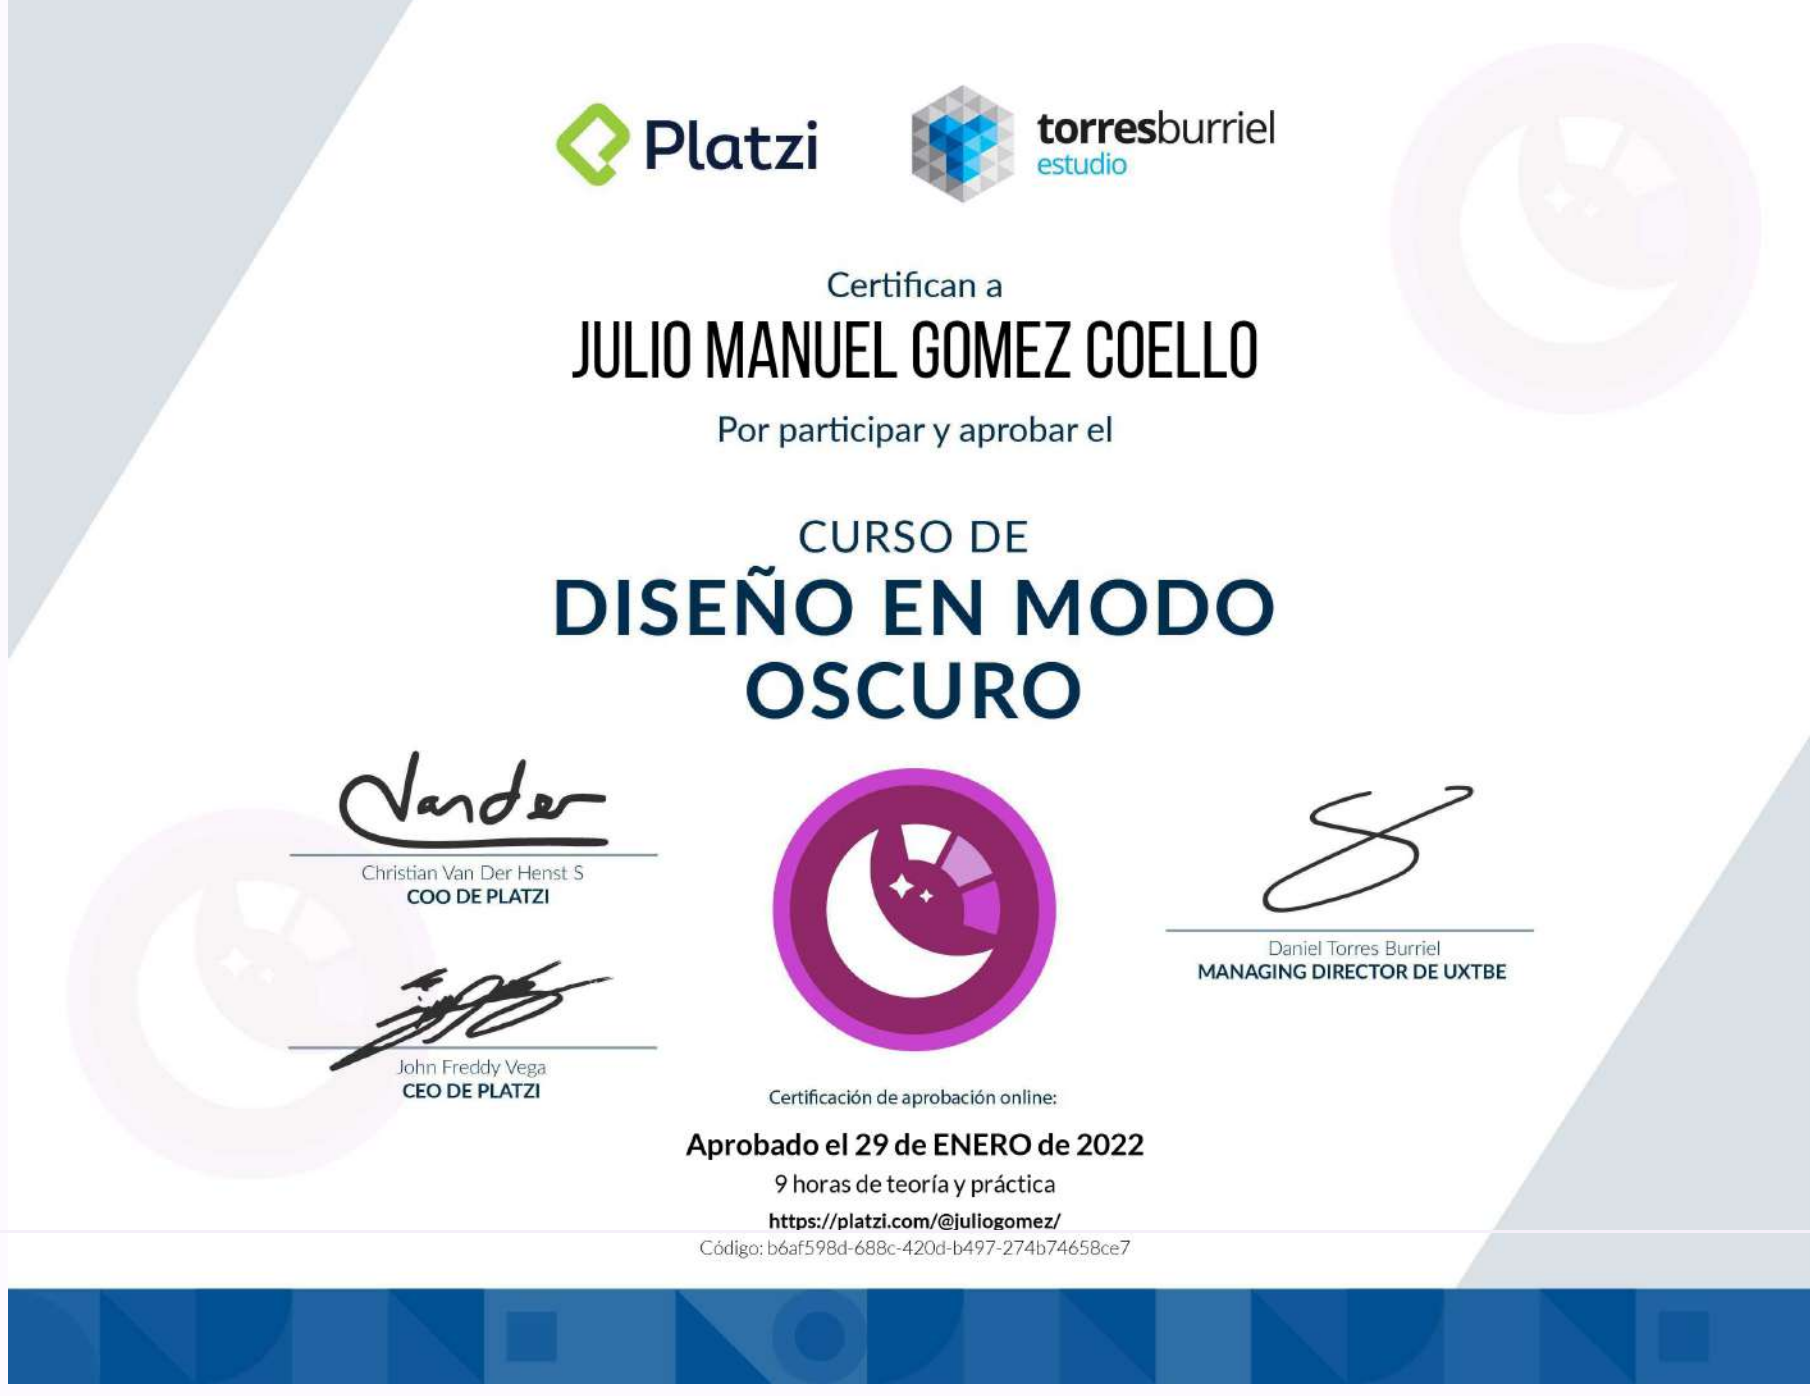 Platzi
torresburriel
estudio
Certifican a
JULIO MANUEL GOMEZ COELLO
Por participar y aprobar el
CURSO DE
DISEÑO EN MODO
OSCURO
Vander
Christian Van Der Henst S
COO DE PLATZI
John Freddy Vega
CEO DE PLATZI
Daniel Torres Burriel
MANAGING DIRECTOR DE UXTBE
Certificación de aprobación online:
Aprobado el 29 de ENERO de 2022
9 horas de teoría y práctica
https://platzi.com/@juliogomez/
Código: b6af598d-688c-420d-b497-274b74658ce7